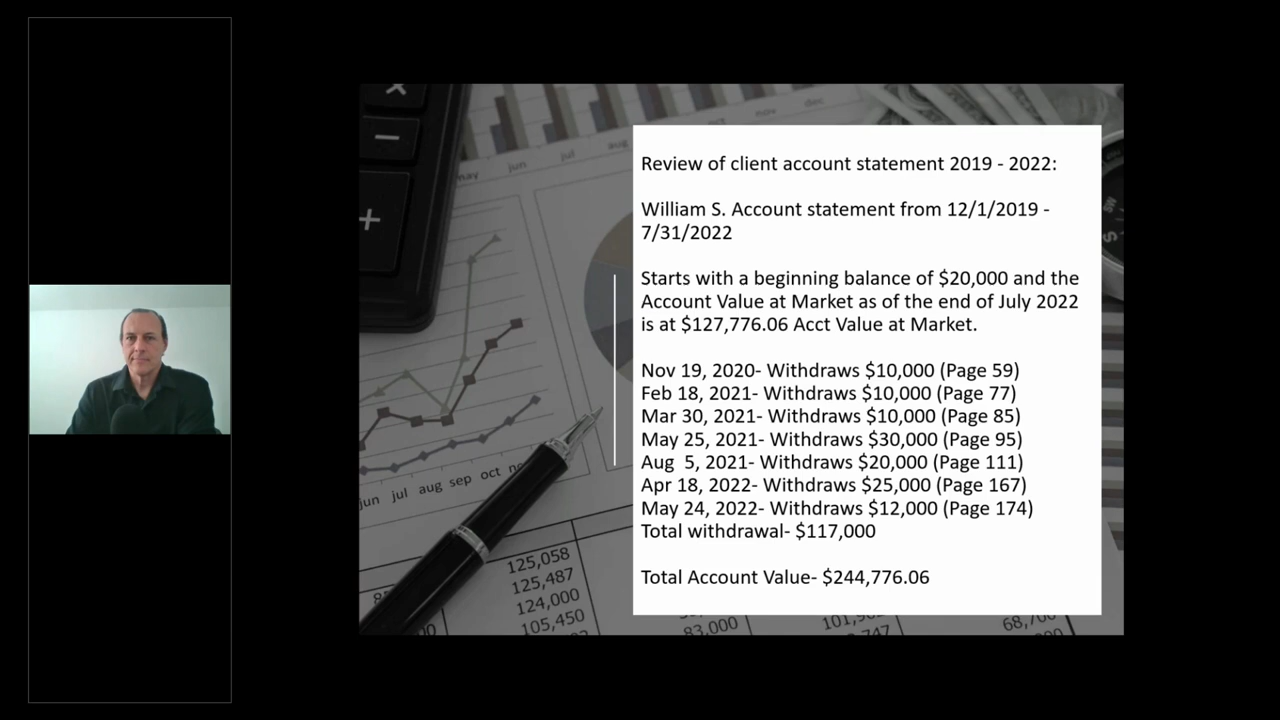 Review of client account statement 2019 - 2022:
William S. Account statement from 12/1/2019 -
7/31/2022
Starts with a beginning balance of $20,000 and the
Account Value at Market as of the end of July 2022
is at $127,776.06 Acct Value at Market.
Nov 19, 2020- Withdraws $10,000 (Page 59)
Feb 18, 2021- Withdraws $10,000 (Page 77)
Mar 30, 2021- Withdraws $10,000 (Page 85)
May 25, 2021- Withdraws $30,000 (Page 95)
Aug  5, 2021- Withdraws $20,000 (Page 111)
Apr 18, 2022- Withdraws $25,000 (Page 167)
May 24, 2022- Withdraws $12,000 (Page 174)
Total withdrawal- $117,000
Total Account Value- $244,776.06
nov dec
may jun jul aug
jun jul aug sep oct
125,058
125,487
124,000
105,450
83,000